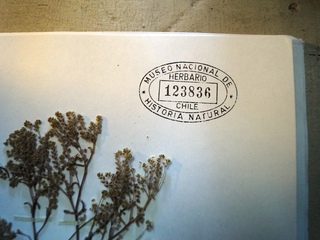 MUSEO NACIONAL DE
HERBARIO
123836
CHILE
HISTORIA NATURAL